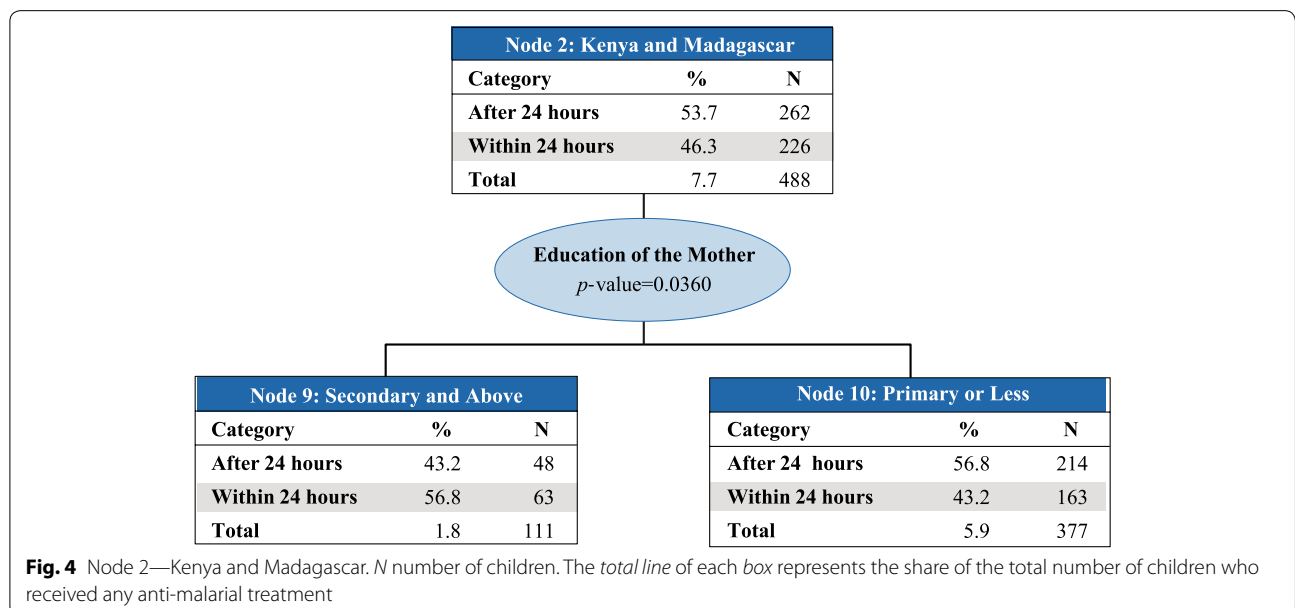 Node 2: Kenya and Madagascar
Category % N
After 24 hours 53.7 262
Within 24 hours 46.3 226
Total 7.7 488
Education of the Mother
p-value=0.0360
Node 9: Secondary and Above
Category % N
After 24 hours 43.2 48
Within 24 hours 56.8 63
Total 1.8 111
Node 10: Primary or Less
Category % N
After 24 hours 56.8 214
Within 24 hours 43.2 163
Total 5.9 377
Fig. 4 Node 2—Kenya and Madagascar. N number of children. The total line of each box represents the share of the total number of children who
received any anti-malarial treatment